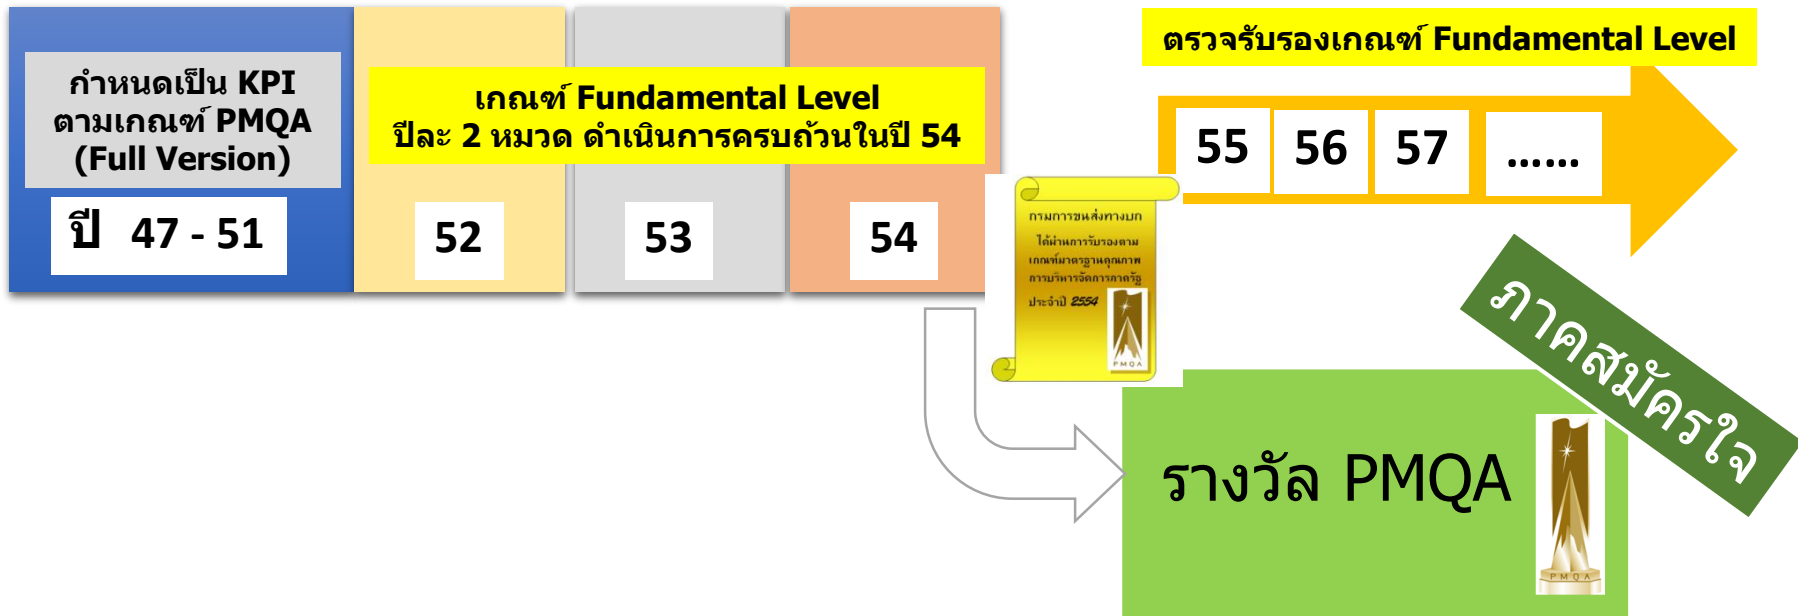 กำหนดเป็น KPI
ตามเกณฑ์ PMQA
(Full Version)
ปี 47 - 51
เกณฑ์ Fundamental Level
ปีละ 2 หมวด ดำเนินการครบถ้วนในปี 54
52
53
54
ตรวจรับรองเกณฑ์ Fundamental Level
55
56
57
......
กรมการขนส่งทางบก
ได้ผ่านการรับรองตาม
เกณฑ์มาตรฐานคุณภาพ
การบริหารจัดการภาครัฐ
ประจำปี 2554
PMQA
ภาคสมัครใจ
รางวัล PMQA
PMQA